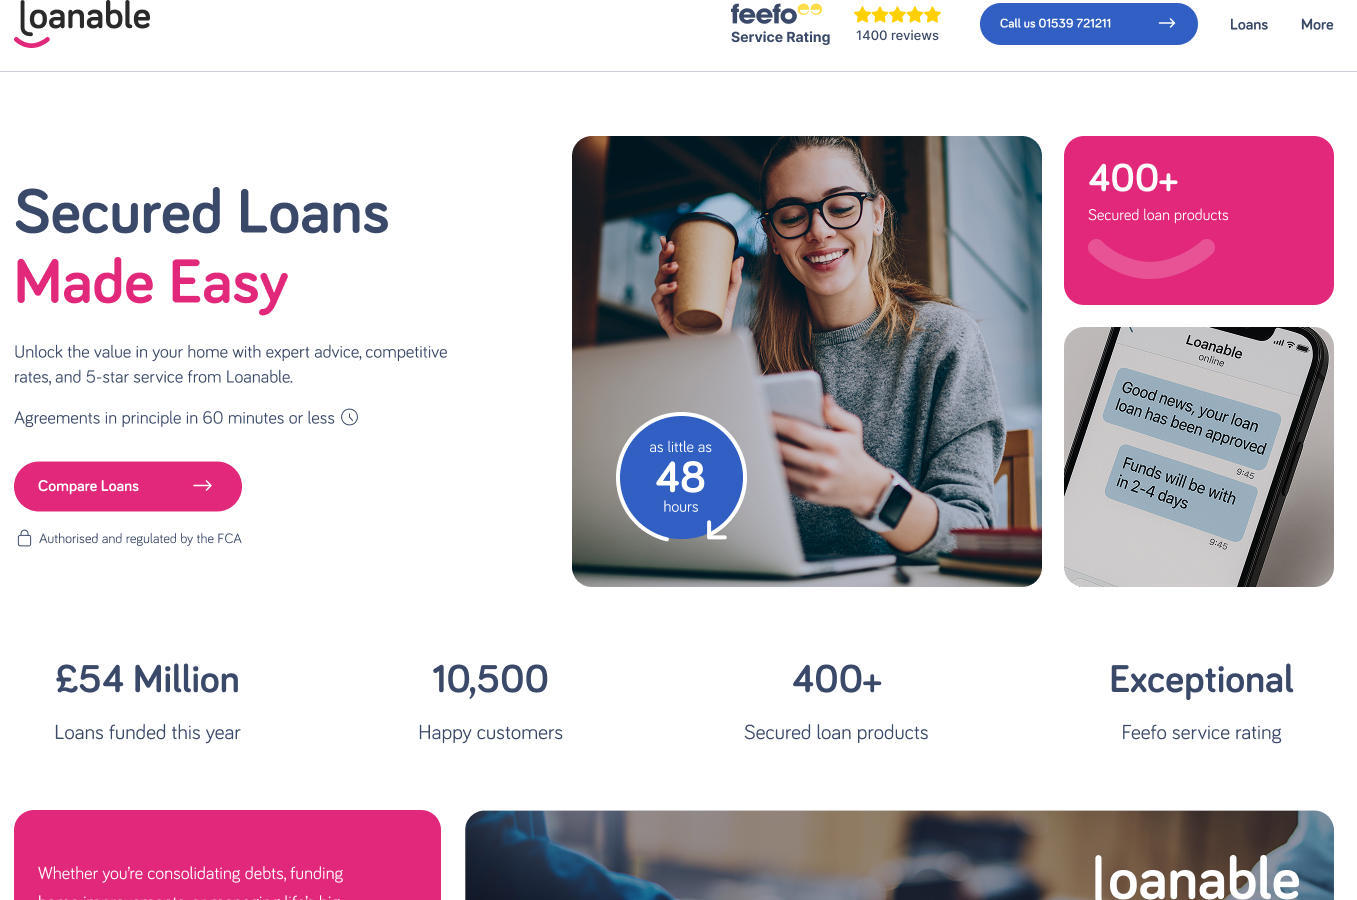 loanable
feefo
Service Rating
1400 reviews
Call us 01539 721211
Loans
More
Secured Loans
Made Easy
Unlock the value in your home with expert advice, competitive
rates, and 5-star service from Loanable.
Agreements in principle in 60 minutes or less
Compare Loans
Authorised and regulated by the FCA
as little as
48
hours
400+
Secured loan products
Loanable
online
Good news, your loan
loan has been approved
9:45
Funds will be with
in 2-4 days
9:45
£54 Million
Loans funded this year
10,500
Happy customers
400+
Secured loan products
Exceptional
Feefo service rating
Whether you're consolidating debts, funding
loanable